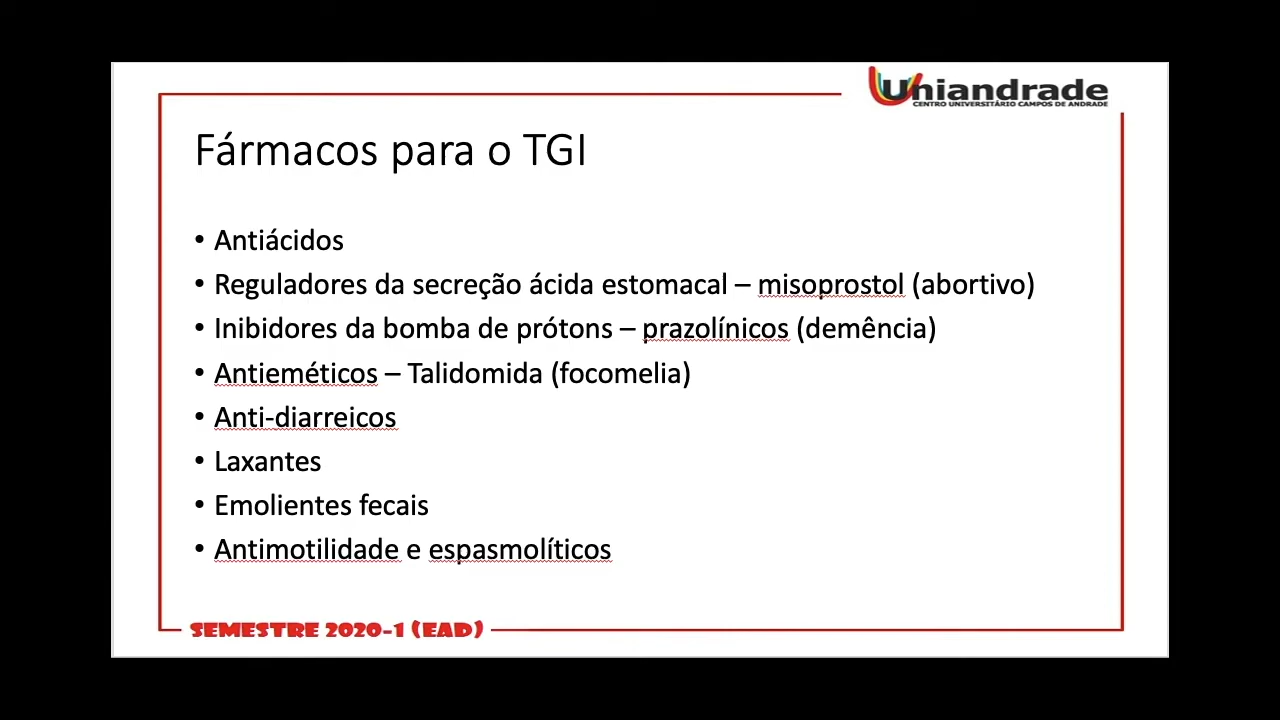 Uniandrade
CENTRO UNIVERSITÁRIO CAMPOS DE ANDRADE
Fármacos para o TGI
• Antiácidos
• Reguladores da secreção ácida estomacal – misoprostol (abortivo)
• Inibidores da bomba de prótons – prazolínicos (demência)
• Antieméticos – Talidomida (focomelia)
• Anti-diarreicos
• Laxantes
• Emolientes fecais
• Antimotilidade e espasmolíticos
SEMESTRE 2020-1 (EAD)